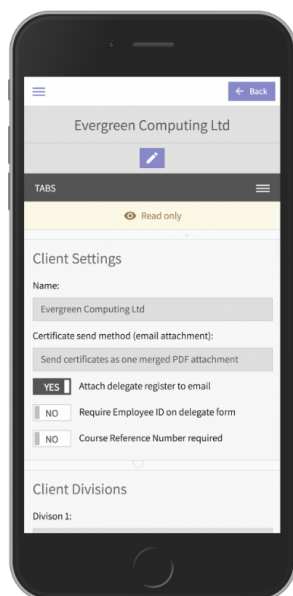 ← Back
Evergreen Computing Ltd
TABS
Read only
Client Settings
Name:
Evergreen Computing Ltd
Certificate send method (email attachment):
Send certificates as one merged PDF attachment
YES Attach delegate register to email
NO Require Employee ID on delegate form
NO Course Reference Number required
Client Divisions
Divison 1: